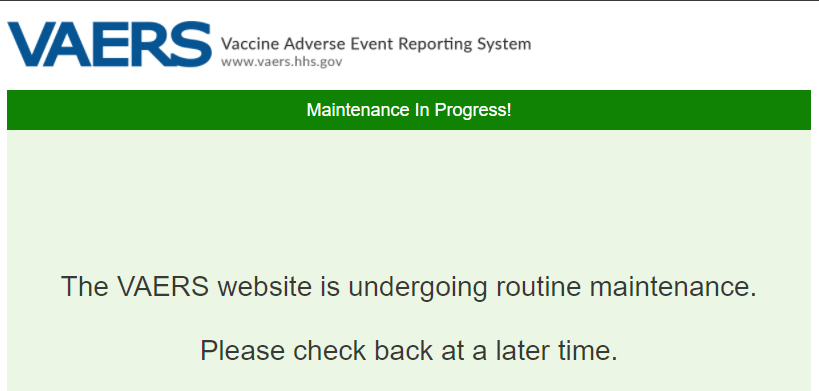 VAERS Vaccine Adverse Event Reporting System
www.vaers.hhs.gov
Maintenance In Progress!
The VAERS website is undergoing routine maintenance.
Please check back at a later time.